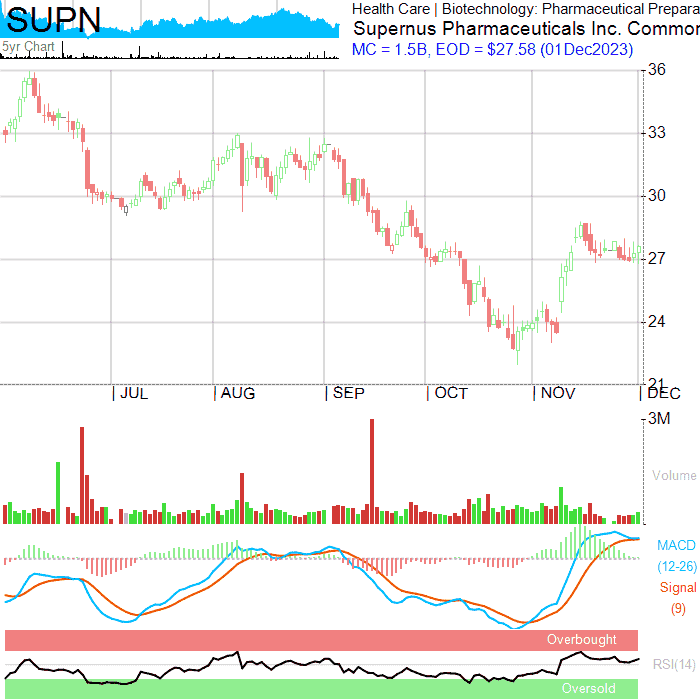 SUPN
Health Care | Biotechnology: Pharmaceutical Prepara
Supernus Pharmaceuticals Inc. Common
MC = 1.5B, EOD = $27.58 (01Dec2023)
5yr Chart
36
33
30
27
24
21
JUL
AUG
SEP
OCT
NOV
DEC
3M
Volume
MACD
(12-26)
Signal
(9)
Overbought
RSI(14)
Oversold